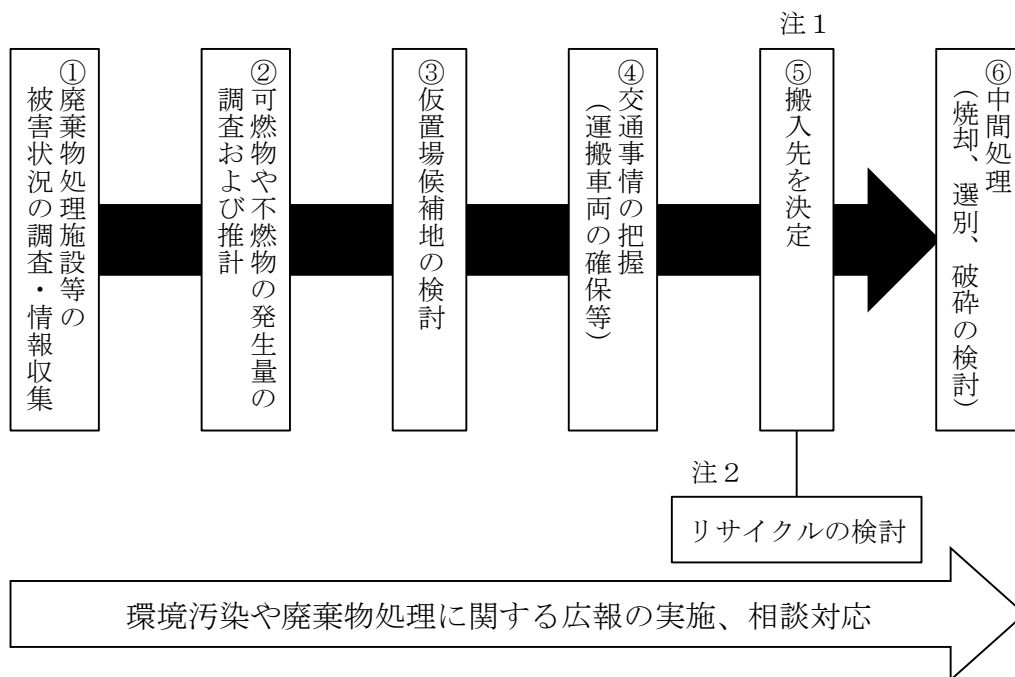 注１
①廃棄物処理施設等の
被害状況の調査・情報収集
②可燃物や不燃物の発生量の
調査および推計
③仮置場候補地の検討
④交通事情の把握
（運搬車両の確保等）
⑤搬入先を決定
⑥中間処理
（焼却、選別、破砕の検討）
注２
リサイクルの検討
環境汚染や廃棄物処理に関する広報の実施、相談対応